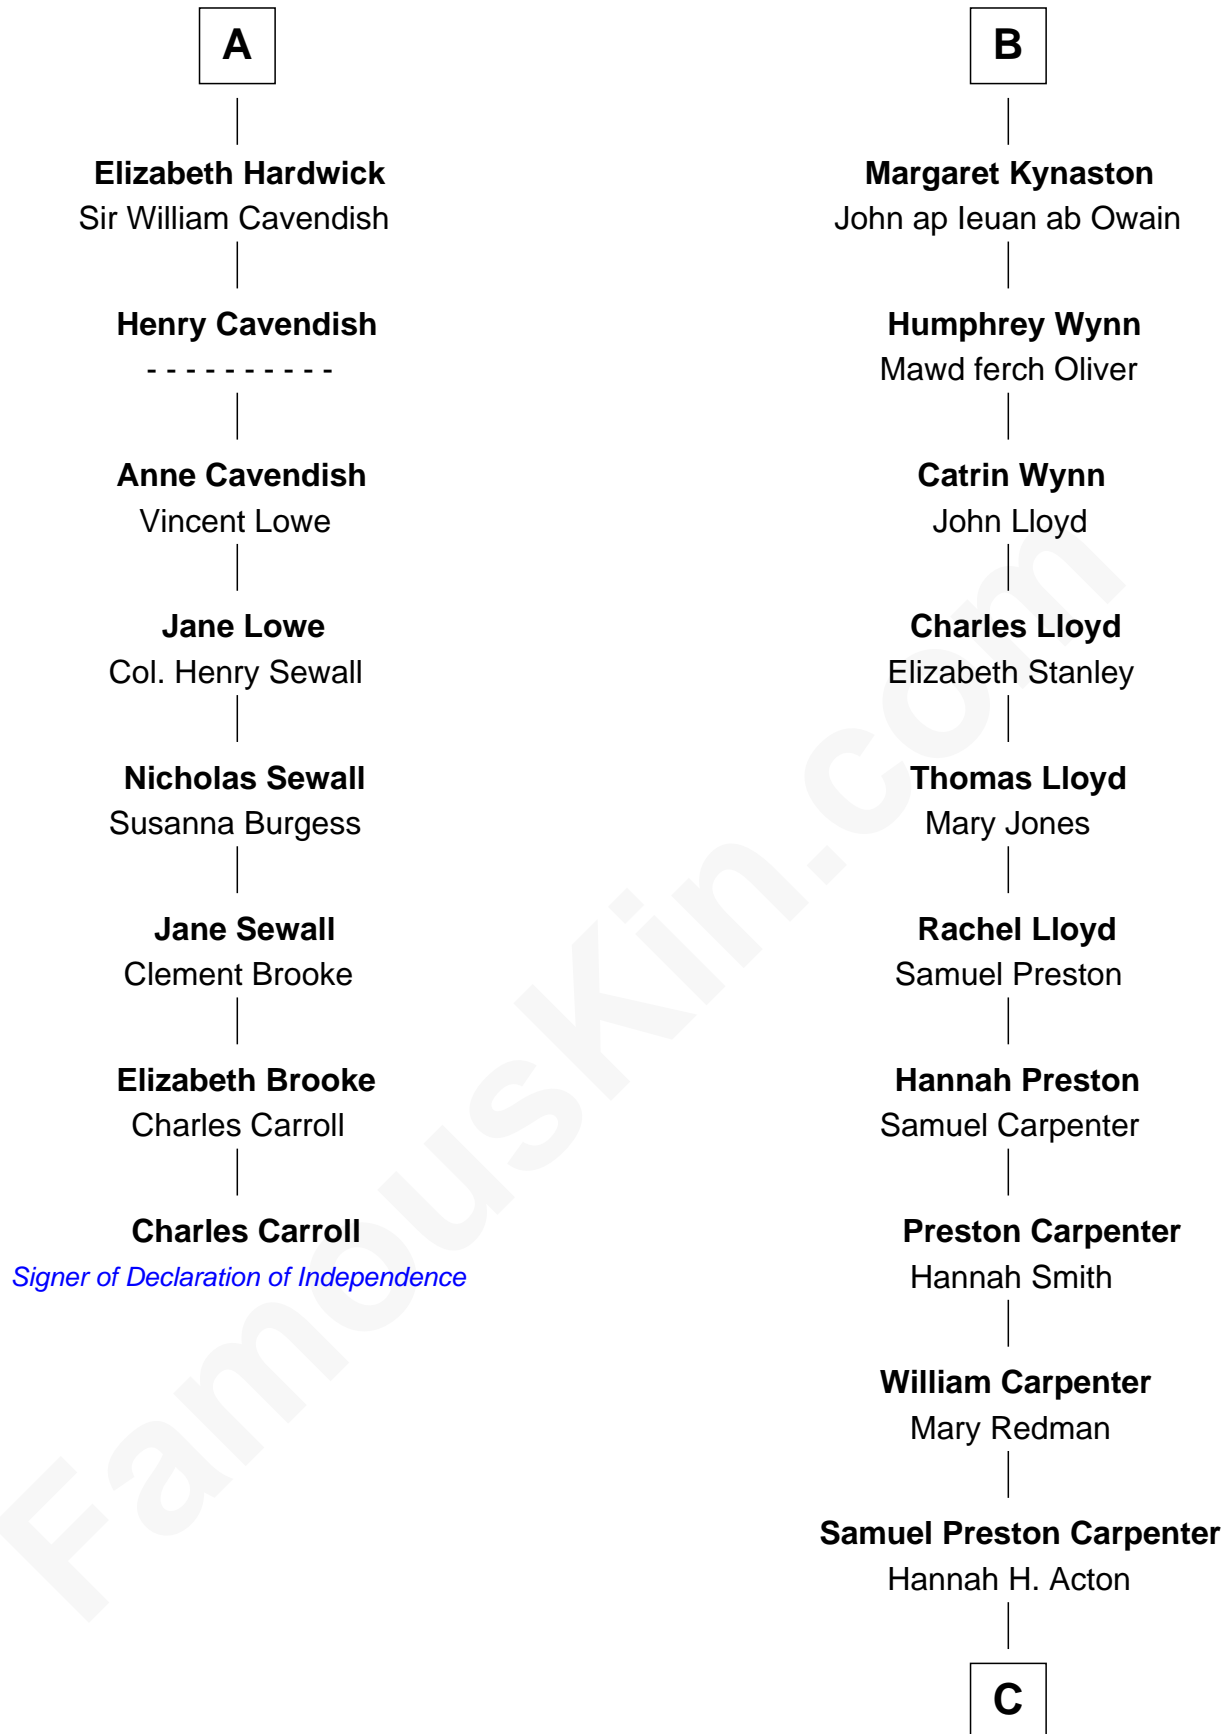 A
Elizabeth Hardwick
Sir William Cavendish
Henry Cavendish
- - - - - - - - - -
Anne Cavendish
Vincent Lowe
Jane Lowe
Col. Henry Sewall
Nicholas Sewall
Susanna Burgess
Jane Sewall
Clement Brooke
Elizabeth Brooke
Charles Carroll
Charles Carroll
Signer of Declaration of Independence
B
Margaret Kynaston
John ap Ieuan ab Owain
Humphrey Wynn
Mawd ferch Oliver
Catrin Wynn
John Lloyd
Charles Lloyd
Elizabeth Stanley
Thomas Lloyd
Mary Jones
Rachel Lloyd
Samuel Preston
Hannah Preston
Samuel Carpenter
Preston Carpenter
Hannah Smith
William Carpenter
Mary Redman
Samuel Preston Carpenter
Hannah H. Acton
C
FamousKin.com